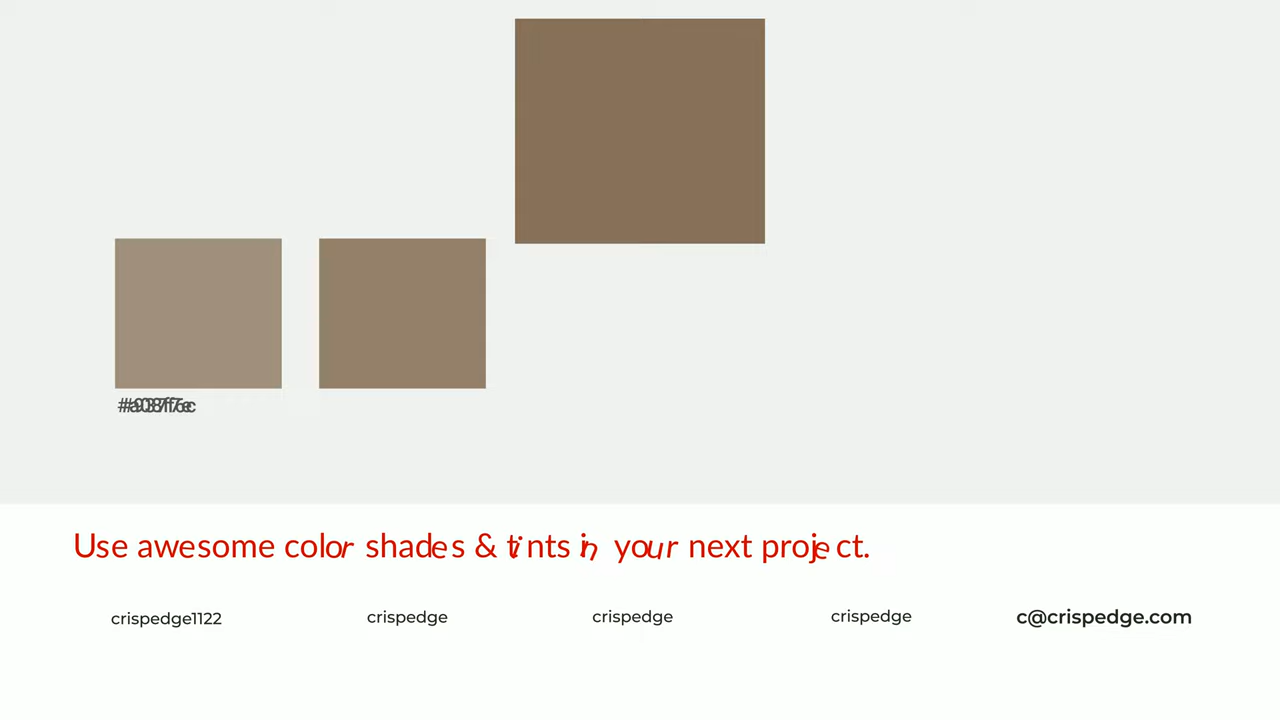 Use awesome color shades & tints in your next project.
crispedge1122 crispedge crispedge crispedge c@crispedge.com